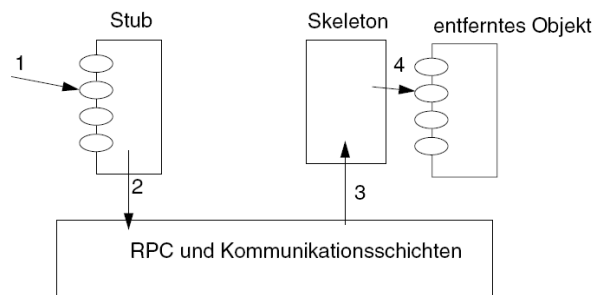 Stub
Skeleton
entferntes Objekt
1
4
2
3
RPC und Kommunikationsschichten